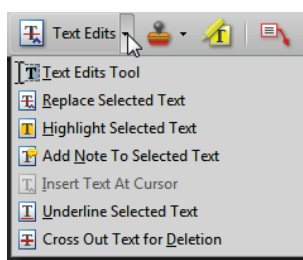 Text Edits
Text Edits Tool
Replace Selected Text
Highlight Selected Text
Add Note To Selected Text
Insert Text At Cursor
Underline Selected Text
Cross Out Text for Deletion